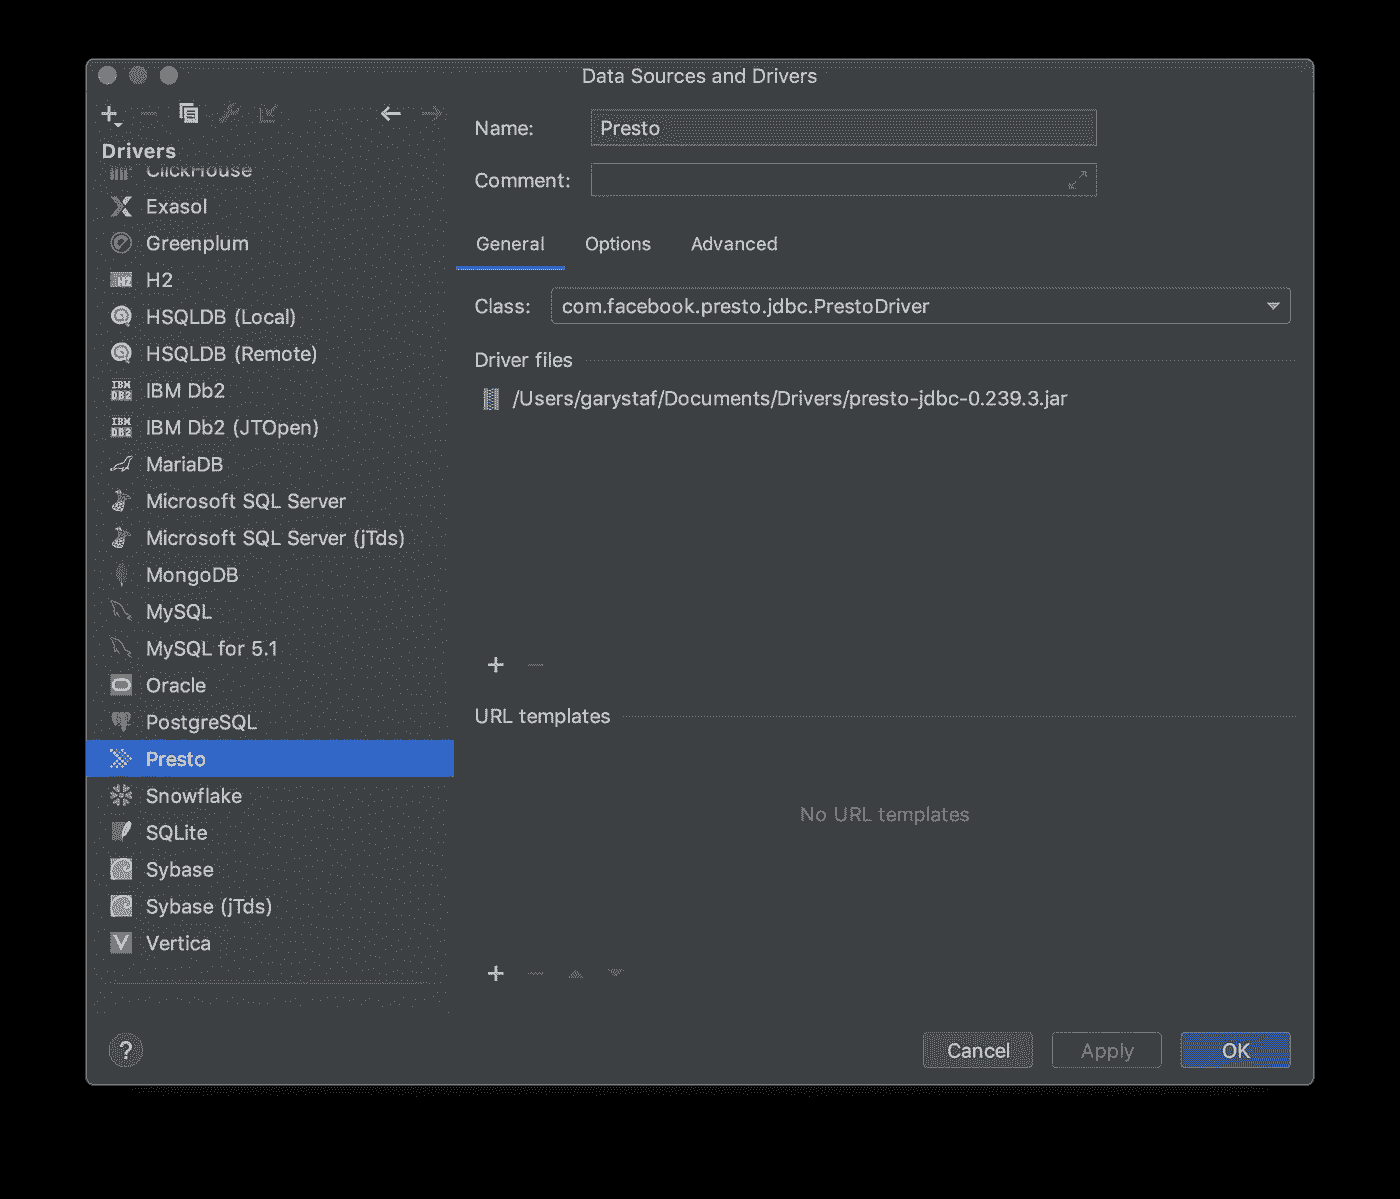 Data Sources and Drivers
Drivers
ClickHouse
Exasol
Greenplum
H2
HSQLDB (Local)
HSQLDB (Remote)
IBM Db2
IBM Db2 (JTOpen)
MariaDB
Microsoft SQL Server
Microsoft SQL Server (jTds)
MongoDB
MySQL
MySQL for 5.1
Oracle
PostgreSQL
Presto
Snowflake
SQLite
Sybase
Sybase (jTds)
Vertica
Name: Presto
Comment:
General Options Advanced
Class: com.facebook.presto.jdbc.PrestoDriver
Driver files
/Users/garystaf/Documents/Drivers/presto-jdbc-0.239.3.jar
URL templates
No URL templates
? Cancel Apply OK